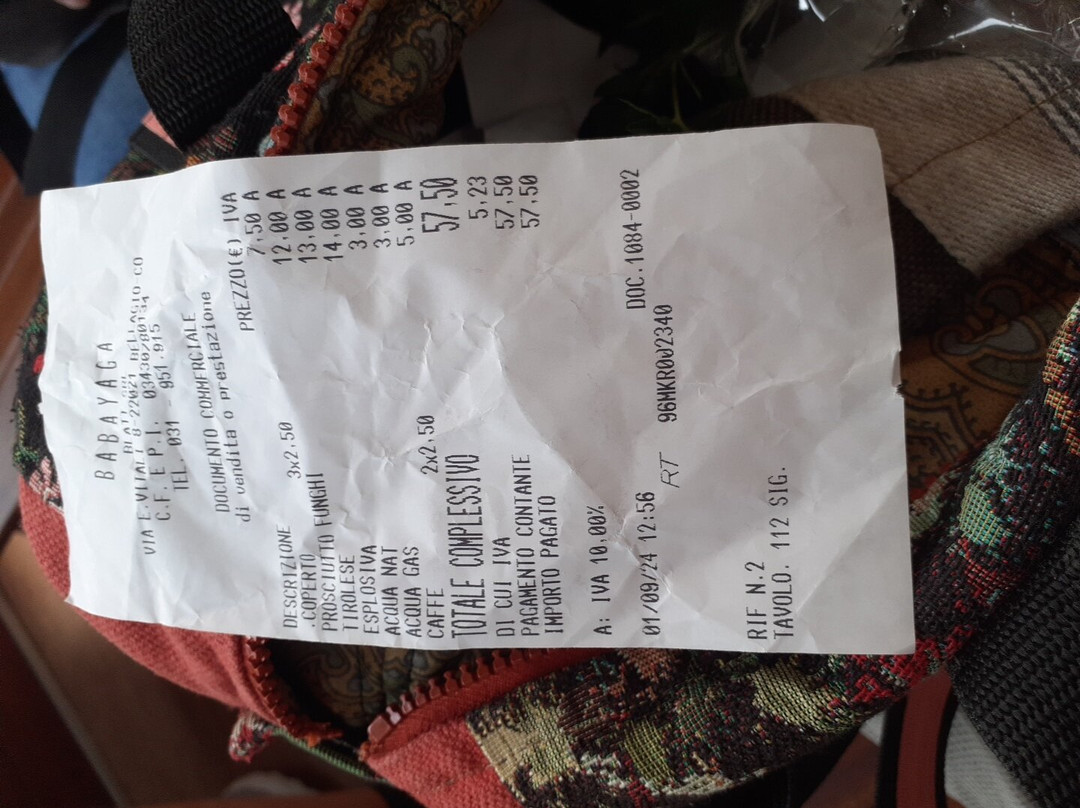 BABAYAGA
VIA E.VITALI 8-22021 BELLAGIO CO
C.F. E P.I. 03430780134
TEL. 031 - 951.915
DOCUMENTO COMMERCIALE
di vendita o prestazione
DESCRIZIONE PREZZO(€) IVA
3x2,50
.COPERTO 7,50 A
PROSCIUTTO FUNGHI 12,00 A
TIROLESE 13,00 A
ESPLOSIVA 14,00 A
ACQUA NAT 3,00 A
ACQUA GAS 3,00 A
2x2,50
CAFFE 5,00 A
TOTALE COMPLESSIVO 57,50
DI CUI IVA 5,23
PAGAMENTO CONTANTE 57,50
IMPORTO PAGATO 57,50
A: IVA 10,00%
01/09/24 12:56 DOC.1084-0002
RT 96MKR002340
RIF N.2
TAVOLO. 112 SIG.